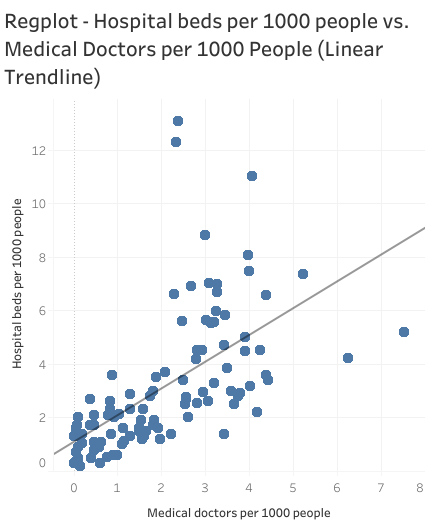 Regplot - Hospital beds per 1000 people vs.
Medical Doctors per 1000 People (Linear
Trendline)
12
10
8
6
4
2
0
Hospital beds per 1000 people
0 1 2 3 4 5 6 7 8
Medical doctors per 1000 people